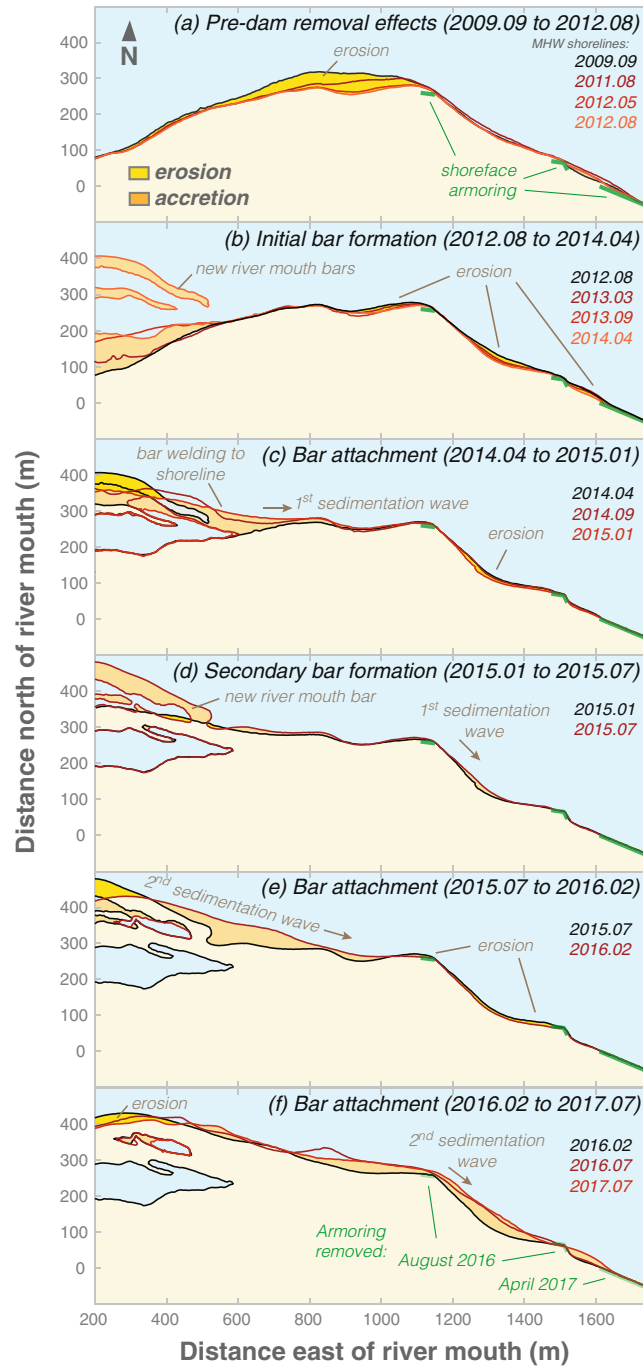 Distance north of river mouth (m)
(a) Pre-dam removal effects (2009.09 to 2012.08)
400
300
200
100
0
N
erosion
MHW shorelines:
2009.09
2011.08
2012.05
2012.08
shoreface
armoring
erosion
accretion
(b) Initial bar formation (2012.08 to 2014.04)
400
300
200
100
0
new river mouth bars
erosion
2012.08
2013.03
2013.09
2014.04
(c) Bar attachment (2014.04 to 2015.01)
400
300
200
100
0
bar welding to
shoreline
1st sedimentation wave
erosion
2014.04
2014.09
2015.01
(d) Secondary bar formation (2015.01 to 2015.07)
400
300
200
100
0
new river mouth bar
1st sedimentation
wave
2015.01
2015.07
(e) Bar attachment (2015.07 to 2016.02)
400
300
200
100
0
2nd sedimentation wave
erosion
2015.07
2016.02
(f) Bar attachment (2016.02 to 2017.07)
400
300
200
100
0
erosion
2nd sedimentation
wave
2016.02
2016.07
2017.07
Armoring
removed:
August 2016
April 2017
200 400 600 800 1000 1200 1400 1600
Distance east of river mouth (m)